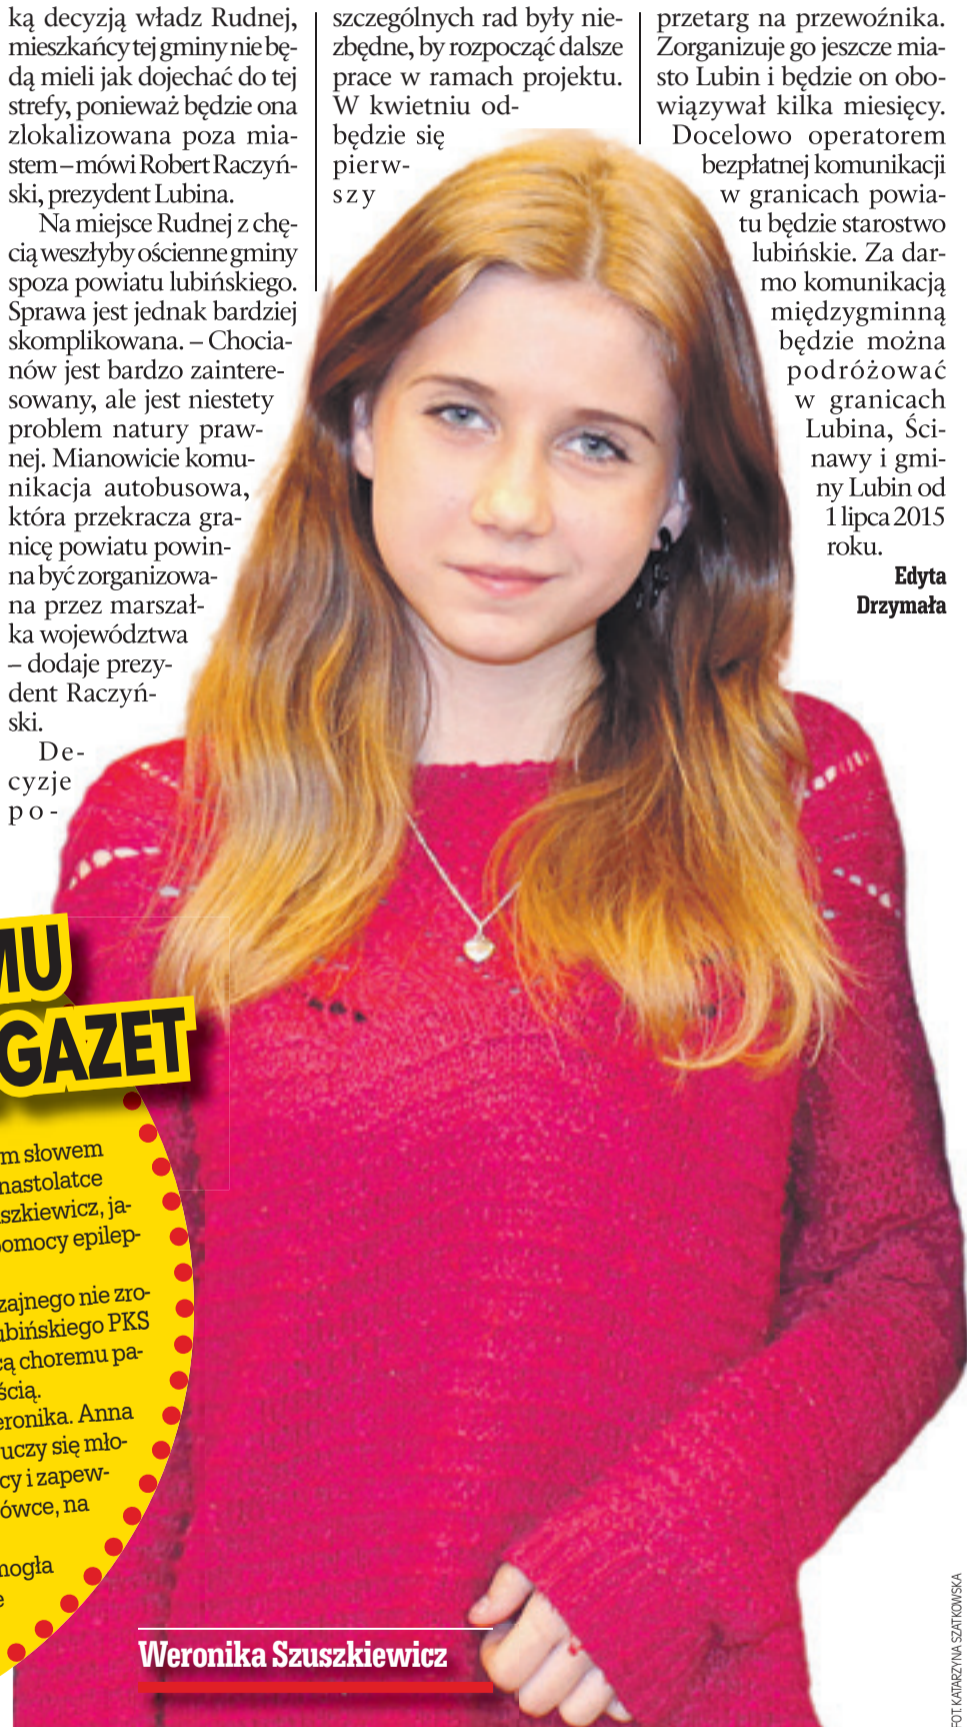 ką decyzją władz Rudnej,
mieszkańcy tej gminy nie bę-
dą mieli jak dojechać do tej
strefy, ponieważ będzie ona
zlokalizowana poza mia-
stem – mówi Robert Raczyń-
ski, prezydent Lubina.
Na miejsce Rudnej z chę-
cią weszłyby ościenne gminy
spoza powiatu lubińskiego.
Sprawa jest jednak bardziej
skomplikowana. – Chocia-
nów jest bardzo zaintere-
sowany, ale jest niestety
problem natury praw-
nej. Mianowicie komu-
nikacja autobusowa,
która przekracza gra-
nicę powiatu powin-
na być zorganizowa-
na przez marszał-
ka województwa
– dodaje prezy-
dent Raczyń-
ski.
De-
cyzje
po-
szczególnych rad były nie-
zbędne, by rozpocząć dalsze
prace w ramach projektu.
W kwietniu od-
będzie się
pierw-
szy
przetarg na przewoźnika.
Zorganizuje go jeszcze mia-
sto Lubin i będzie on obo-
wiązywał kilka miesięcy.
Docelowo operatorem
bezpłatnej komunikacji
w granicach powia-
tu będzie starostwo
lubińskie. Za dar-
mo komunikacją
międzygminną
będzie można
podróżować
w granicach
Lubina, Ści-
nawy i gmi-
ny Lubin od
1 lipca 2015
roku.
Edyta
Drzymała
MU
GAZET
m słowem
nastolatce
szkiewicz, ja-
omocy epilep-
zajnego nie zro-
ubińskiego PKS
cą choremu pa-
ścią.
eronika. Anna
uczy się mło-
cy i zapew-
ówce, na
mogła
e
Weronika Szuszkiewicz
FOT. KATARZYNA SZATKOWSKA